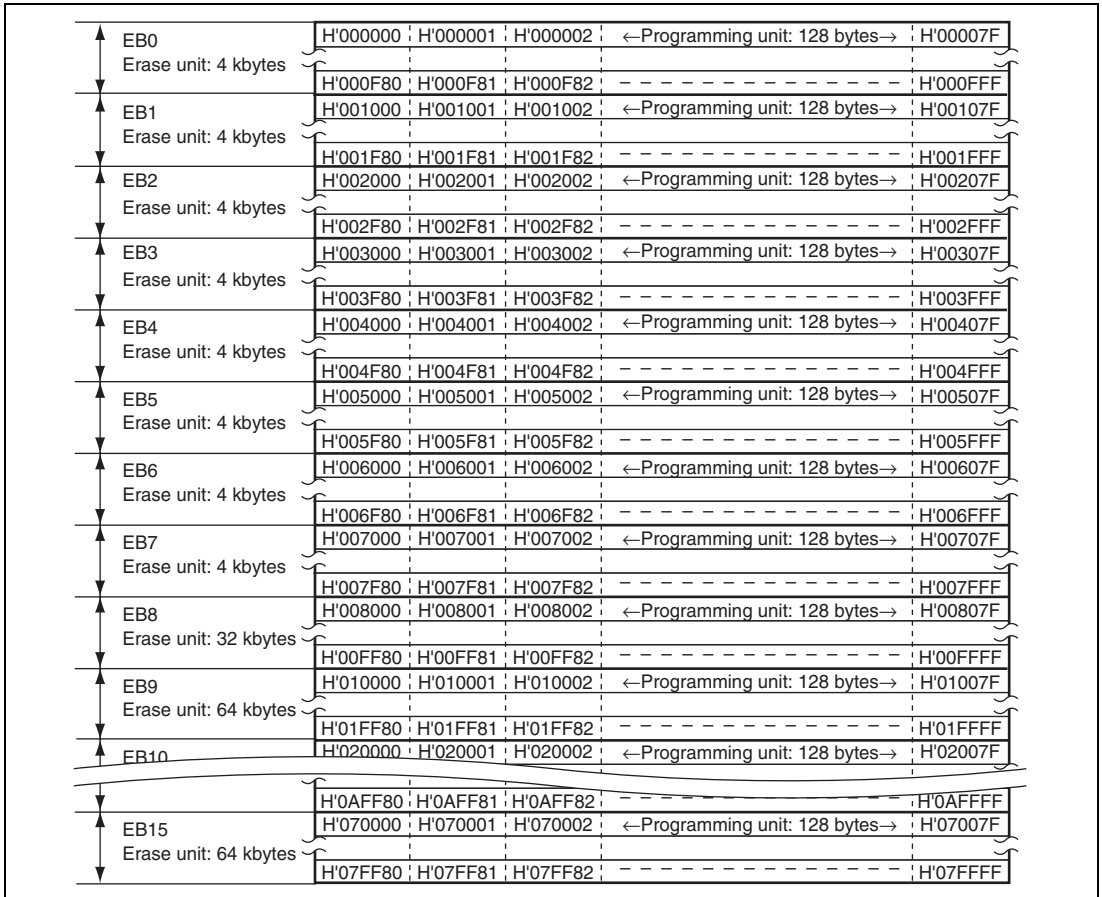 EB0 H'000000 H'000001 H'000002 ←Programming unit: 128 bytes→ H'00007F
Erase unit: 4 kbytes
H'000F80 H'000F81 H'000F82 – – – – – – – – – – – – – – H'000FFF
EB1 H'001000 H'001001 H'001002 ←Programming unit: 128 bytes→ H'00107F
Erase unit: 4 kbytes
H'001F80 H'001F81 H'001F82 – – – – – – – – – – – – – – H'001FFF
EB2 H'002000 H'002001 H'002002 ←Programming unit: 128 bytes→ H'00207F
Erase unit: 4 kbytes
H'002F80 H'002F81 H'002F82 – – – – – – – – – – – – – – H'002FFF
EB3 H'003000 H'003001 H'003002 ←Programming unit: 128 bytes→ H'00307F
Erase unit: 4 kbytes
H'003F80 H'003F81 H'003F82 – – – – – – – – – – – – – – H'003FFF
EB4 H'004000 H'004001 H'004002 ←Programming unit: 128 bytes→ H'00407F
Erase unit: 4 kbytes
H'004F80 H'004F81 H'004F82 – – – – – – – – – – – – – – H'004FFF
EB5 H'005000 H'005001 H'005002 ←Programming unit: 128 bytes→ H'00507F
Erase unit: 4 kbytes
H'005F80 H'005F81 H'005F82 – – – – – – – – – – – – – – H'005FFF
EB6 H'006000 H'006001 H'006002 ←Programming unit: 128 bytes→ H'00607F
Erase unit: 4 kbytes
H'006F80 H'006F81 H'006F82 – – – – – – – – – – – – – – H'006FFF
EB7 H'007000 H'007001 H'007002 ←Programming unit: 128 bytes→ H'00707F
Erase unit: 4 kbytes
H'007F80 H'007F81 H'007F82 – – – – – – – – – – – – – – H'007FFF
EB8 H'008000 H'008001 H'008002 ←Programming unit: 128 bytes→ H'00807F
Erase unit: 32 kbytes
H'00FF80 H'00FF81 H'00FF82 – – – – – – – – – – – – – – H'00FFFF
EB9 H'010000 H'010001 H'010002 ←Programming unit: 128 bytes→ H'01007F
Erase unit: 64 kbytes
H'01FF80 H'01FF81 H'01FF82 – – – – – – – – – – – – – – H'01FFFF
EB10 H'020000 H'020001 H'020002 ←Programming unit: 128 bytes→ H'02007F
H'0AFF80 H'0AFF81 H'0AFF82 – – – – – – – – – – – – – – H'0AFFFF
EB15 H'070000 H'070001 H'070002 ←Programming unit: 128 bytes→ H'07007F
Erase unit: 64 kbytes
H'07FF80 H'07FF81 H'07FF82 – – – – – – – – – – – – – – H'07FFFF